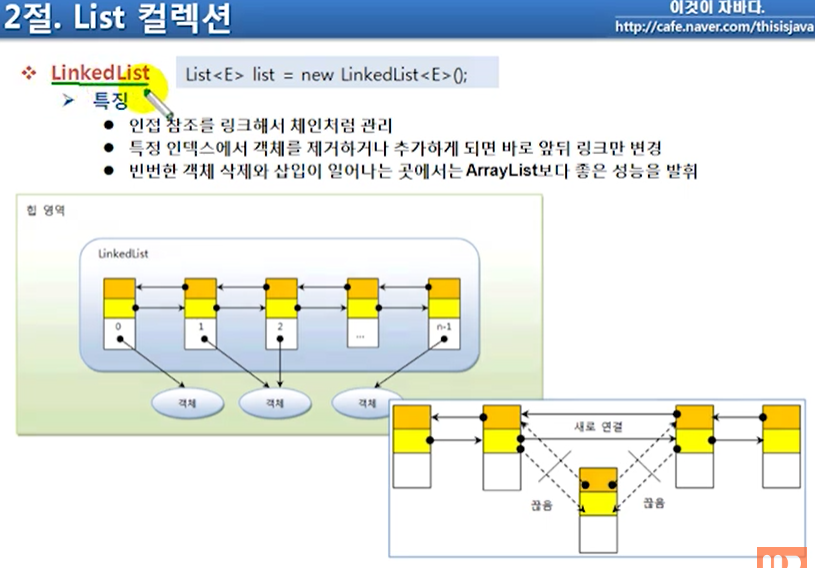 2절. List 컬렉션
이것이 자바다.
http://cafe.naver.com/thisisjava
LinkedList
List<E> list = new LinkedList<E>();
특징
인접 참조를 링크해서 체인처럼 관리
특정 인덱스에서 객체를 제거하거나 추가하게 되면 바로 앞뒤 링크만 변경
빈번한 객체 삭제와 삽입이 일어나는 곳에서는 ArrayList보다 좋은 성능을 발휘
힙 영역
LinkedList
0 1 2 ... n-1
객체 객체 객체
새로 연결
끊음 끊음